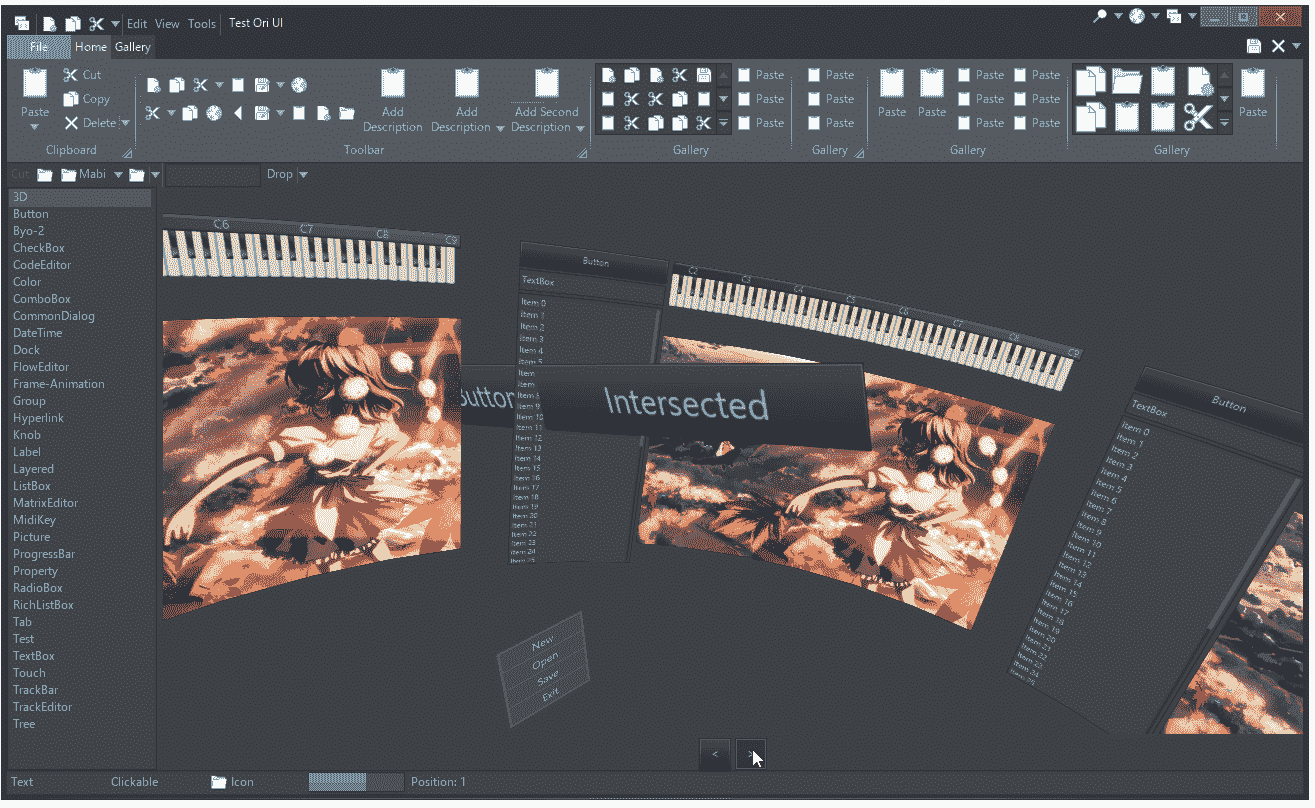 Edit View Tools Test Ori UI
File Home Gallery
Cut
Copy
Delete
Paste
Clipboard
Add
Description
Add
Description
Add Second
Description
Toolbar
Paste
Paste
Paste
Gallery
Paste
Paste
Paste
Gallery
Paste
Paste
Paste Paste
Paste Paste
Paste Paste
Gallery
Paste
Gallery
Cut Mabi Drop
3D
Button
Byo-2
CheckBox
CodeEditor
Color
ComboBox
CommonDialog
DateTime
Dock
FlowEditor
Frame-Animation
Group
Hyperlink
Knob
Label
Layered
ListBox
MatrixEditor
MidiKey
Picture
ProgressBar
Property
RadioBox
RichListBox
Tab
Test
TextBox
Touch
TrackBar
TrackEditor
Tree
C6 C7 C8 C9
Button
TextBox
Item 0
Item 1
Item 2
Item 3
Item 4
Item 5
Item
Item
Item 8
Item 9
Item 10
Item 11
Item 12
Item 13
Item 14
Item 15
Item 16
Item 17
Item 18
Item 19
Item 20
Item 21
Item 22
Item 23
Item 24
Item 25
C2 C3 C4 C5 C6 C7 C8 C9
Button
Intersected
Button
TextBox
Item 0
Item 1
Item 2
Item 3
Item 4
Item 5
Item 6
Item 7
Item 8
Item 9
Item 10
Item 11
Item 12
Item 13
Item 14
Item 15
Item 16
Item 17
Item 18
Item 19
Item 20
Item 21
Item 22
Item 23
Item 24
Item 25
New
Open
Save
Exit
< >
Text Clickable Icon Position: 1